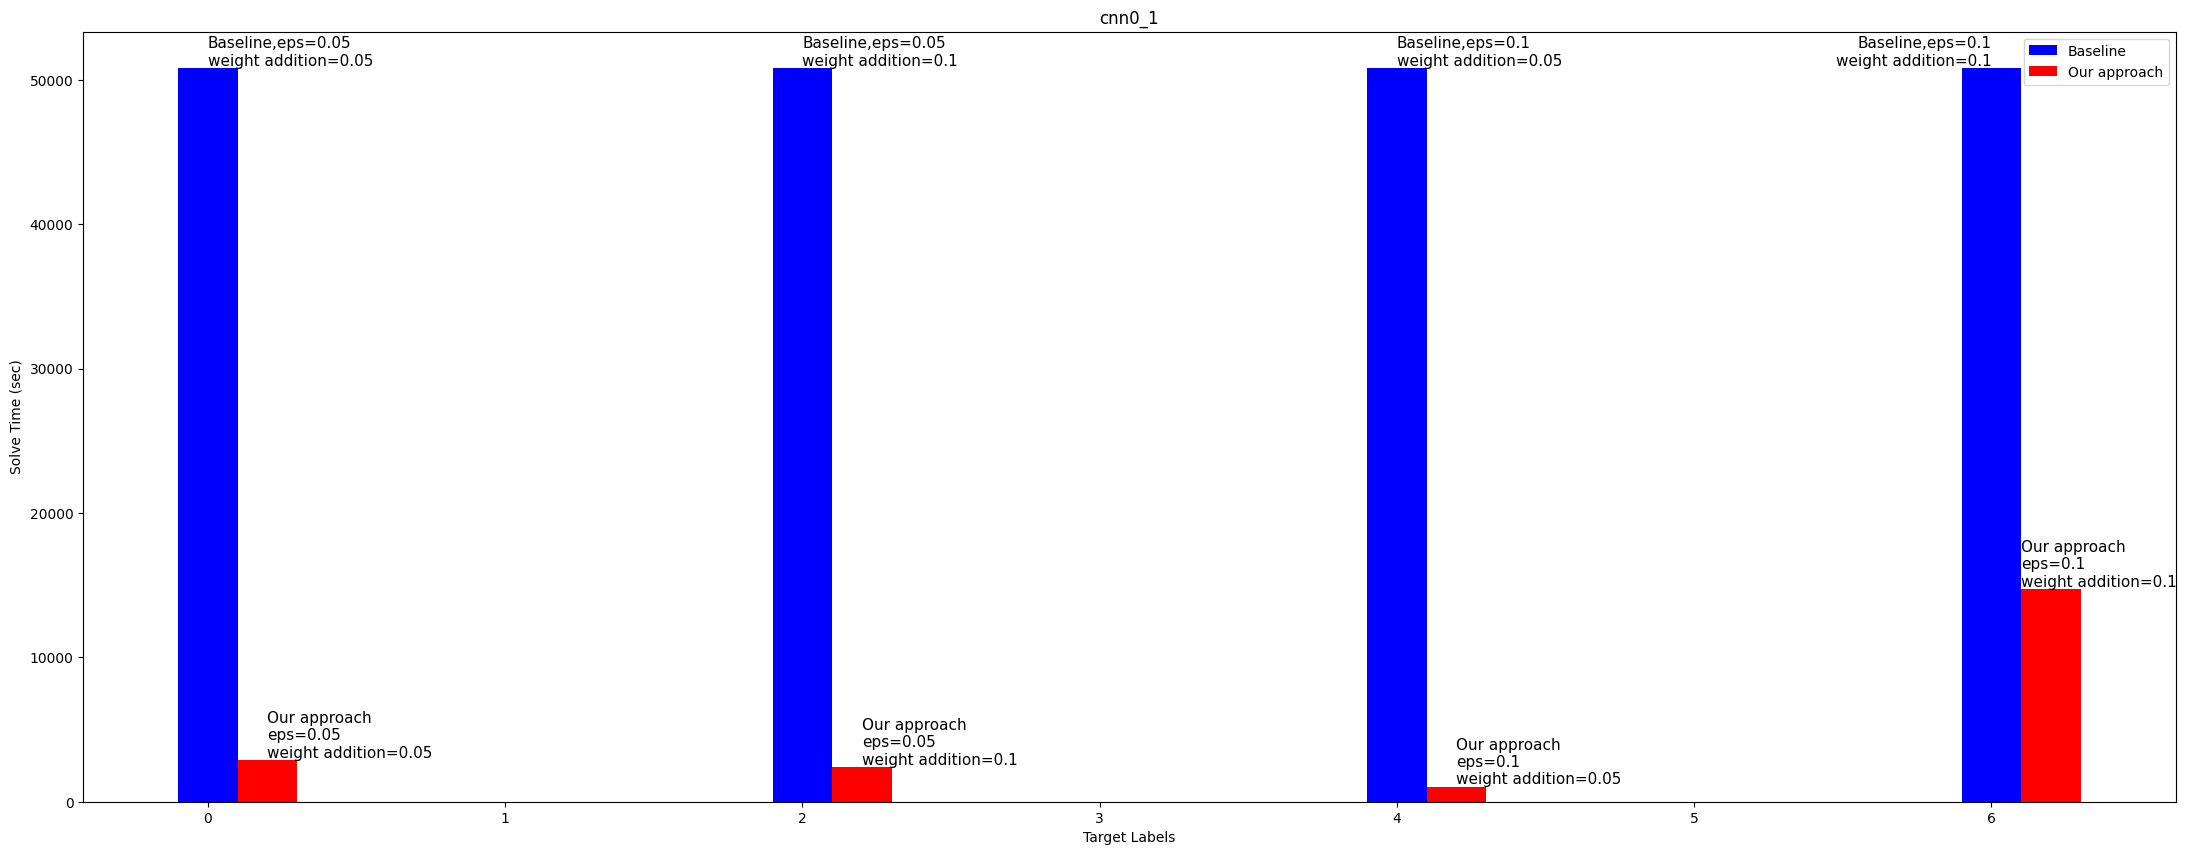 cnn0_1
Baseline,eps=0.05
weight addition=0.05
Baseline,eps=0.05
weight addition=0.1
Baseline,eps=0.1
weight addition=0.05
Baseline,eps=0.1
weight addition=0.1
Baseline
Our approach
50000
40000
30000
20000
10000
0
Solve Time (sec)
Our approach
eps=0.05
weight addition=0.05
Our approach
eps=0.05
weight addition=0.1
Our approach
eps=0.1
weight addition=0.05
Our approach
eps=0.1
weight addition=0.1
0 1 2 3 4 5 6
Target Labels